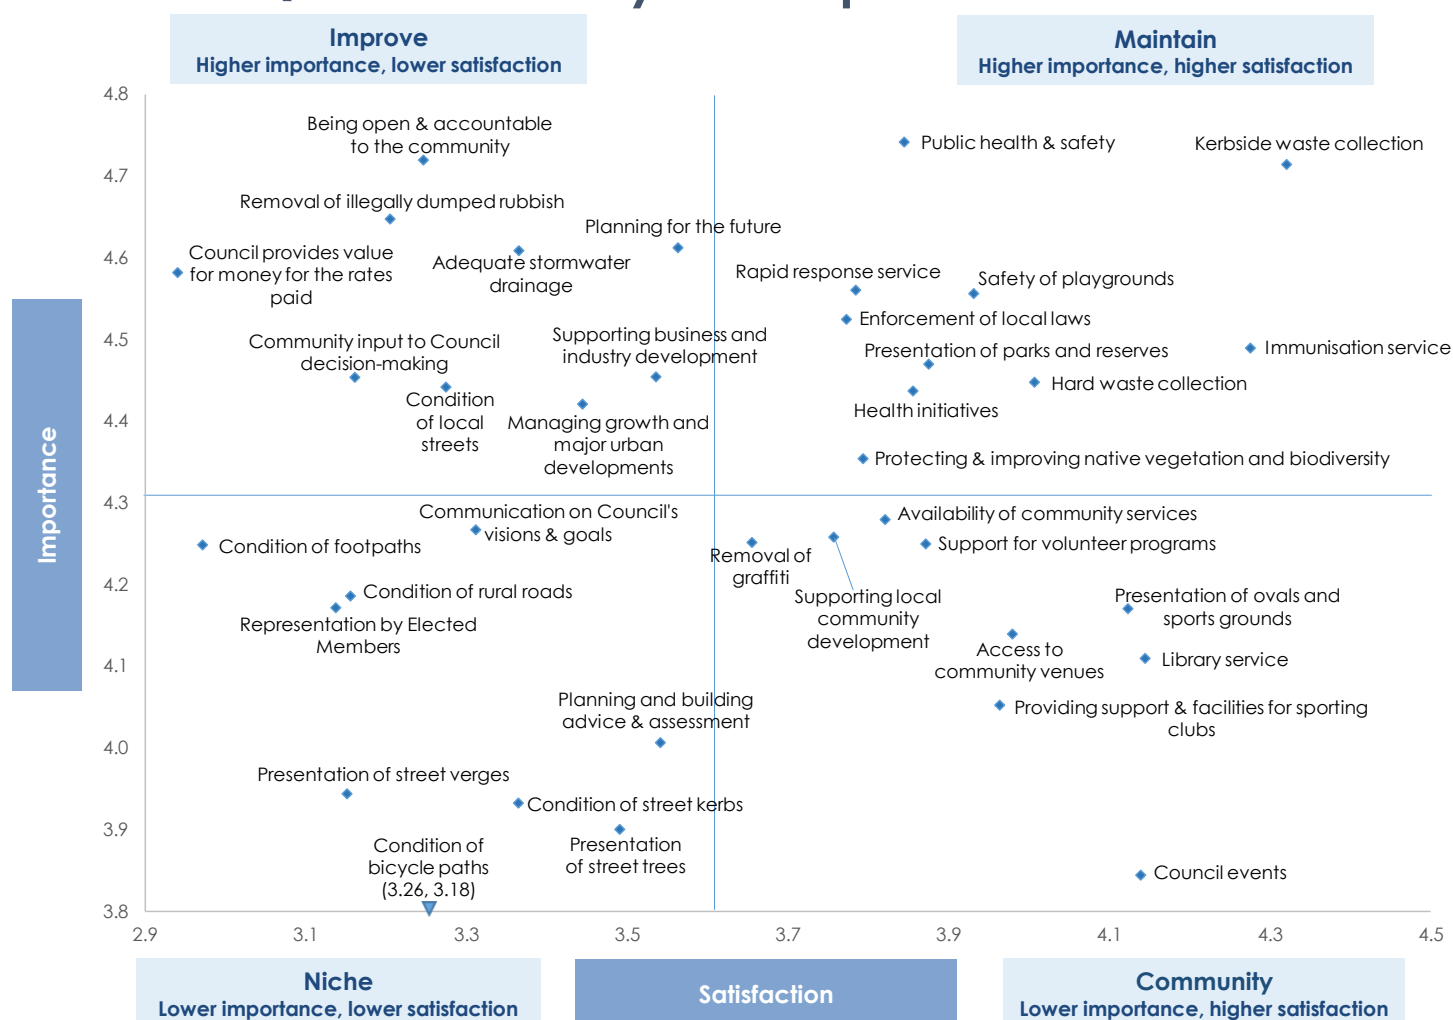 Improve
Higher importance, lower satisfaction
Maintain
Higher importance, higher satisfaction
4.8
4.7
4.6
4.5
4.4
4.3
4.2
4.1
4.0
3.9
3.8
Importance
Being open & accountable
to the community
Public health & safety
Kerbside waste collection
Removal of illegally dumped rubbish
Planning for the future
Council provides value
for money for the rates
paid
Adequate stormwater
drainage
Rapid response service
Safety of playgrounds
Enforcement of local laws
Community input to Council
decision-making
Supporting business and
industry development
Presentation of parks and reserves
Immunisation service
Hard waste collection
Condition
of local
streets
Managing growth and
major urban
developments
Health initiatives
Protecting & improving native vegetation and biodiversity
Communication on Council's
visions & goals
Availability of community services
Condition of footpaths
Removal of
graffiti
Support for volunteer programs
Condition of rural roads
Supporting local
community
development
Presentation of ovals and
sports grounds
Representation by Elected
Members
Access to
community venues
Library service
Planning and building
advice & assessment
Providing support & facilities for sporting
clubs
Presentation of street verges
Condition of street kerbs
Condition of
bicycle paths
(3.26, 3.18)
Presentation
of street trees
Council events
2.9
3.1
3.3
3.5
3.7
3.9
4.1
4.3
4.5
Niche
Lower importance, lower satisfaction
Satisfaction
Community
Lower importance, higher satisfaction